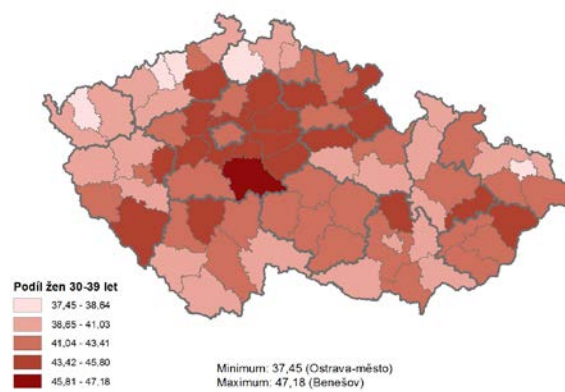 Podíl žen 30-39 let
37,45 - 38,64
38,65 - 41,03
41,04 - 43,41
43,42 - 45,80
45,81 - 47,18
Minimum: 37,45 (Ostrava-město)
Maximum: 47,18 (Benešov)